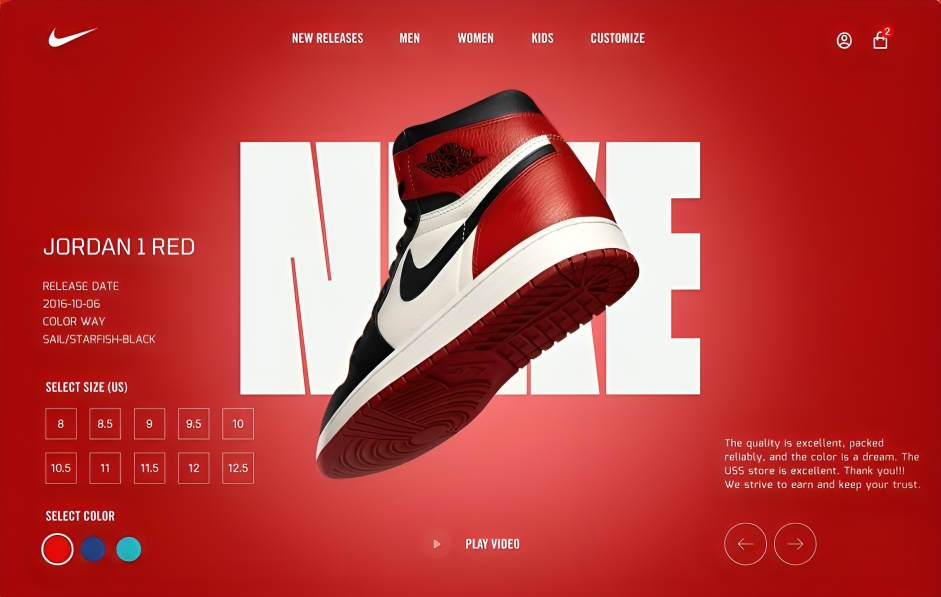 NEW RELEASES MEN WOMEN KIDS CUSTOMIZE
2
NIKE
JORDAN 1 RED
RELEASE DATE
2016-10-06
COLOR WAY
SAIL/STARFISH-BLACK
SELECT SIZE (US)
8 8.5 9 9.5 10
10.5 11 11.5 12 12.5
SELECT COLOR
PLAY VIDEO
The quality is excellent, packed
reliably, and the color is a dream. The
USS store is excellent. Thank you!!!
We strive to earn and keep your trust.